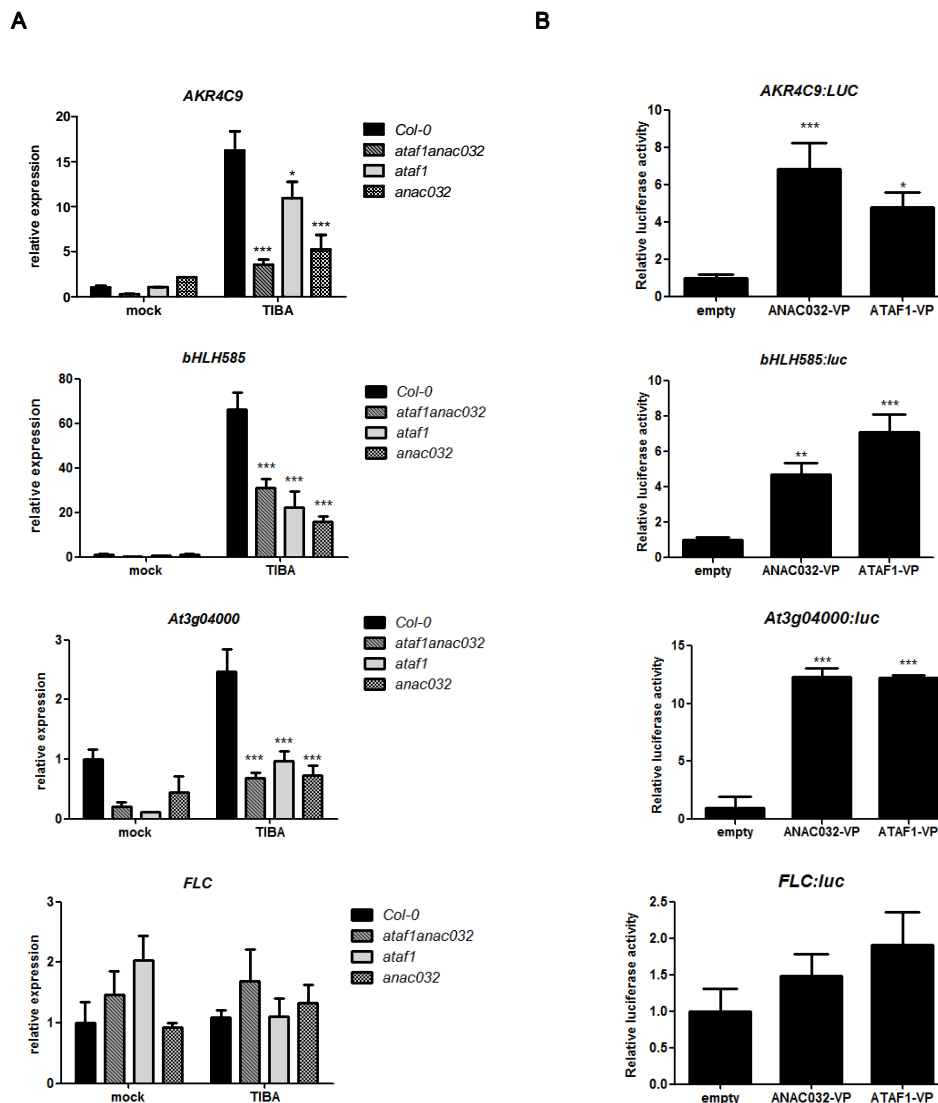 A
B
AKR4C9
relative expression
20
15
10
5
0
*
***
***
mock
TIBA
Col-0
ataf1anac032
ataf1
anac032
AKR4C9:LUC
Relative luciferase activity
10
8
6
4
2
0
***
*
empty
ANAC032-VP
ATAF1-VP
bHLH585
relative expression
80
60
40
20
0
***
***
***
mock
TIBA
Col-0
ataf1anac032
ataf1
anac032
bHLH585:luc
Relative luciferase activity
10
8
6
4
2
0
**
***
empty
ANAC032-VP
ATAF1-VP
At3g04000
relative expression
3
2
1
0
***
***
***
mock
TIBA
Col-0
ataf1anac032
ataf1
anac032
At3g04000:luc
Relative luciferase activity
15
10
5
0
***
***
empty
ANAC032-VP
ATAF1-VP
FLC
relative expression
3
2
1
0
mock
TIBA
Col-0
ataf1anac032
ataf1
anac032
FLC:luc
Relative luciferase activity
2.5
2.0
1.5
1.0
0.5
0.0
empty
ANAC032-VP
ATAF1-VP